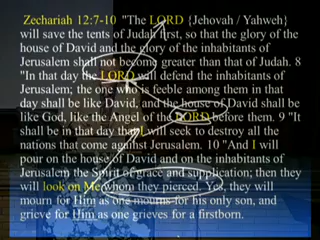 Zechariah 12:7-10 "The LORD {Jehovah / Yahweh}
will save the tents of Judah first, so that the glory of the
house of David and the glory of the inhabitants of
Jerusalem shall not become greater than that of Judah. 8
"In that day the LORD will defend the inhabitants of
Jerusalem; the one who is feeble among them in that
day shall be like David, and the house of David shall be
like God, like the Angel of the LORD before them. 9 "It
shall be in that day that I will seek to destroy all the
nations that come against Jerusalem. 10 "And I will
pour on the house of David and on the inhabitants of
Jerusalem the Spirit of grace and supplication; then they
will look on Me whom they pierced. Yes, they will
mourn for Him as one mourns for his only son, and
grieve for Him as one grieves for a firstborn.